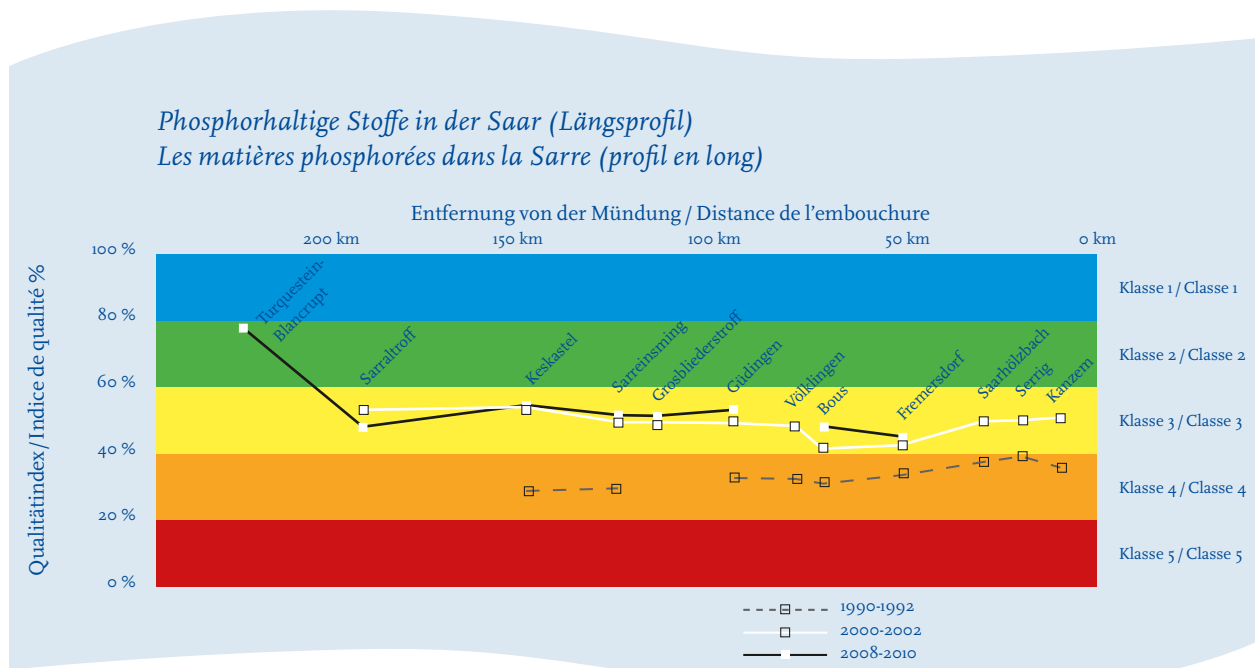 Phosphorhaltige Stoffe in der Saar (Längsprofil)
Les matières phosphorées dans la Sarre (profil en long)
Entfernung von der Mündung / Distance de l'embouchure
200 km
150 km
100 km
50 km
0 km
Qualitätindex / Indice de qualité %
100 %
80 %
60 %
40 %
20 %
0 %
Turquestein-
Blancrupt
Sarraltroff
Keskastel
Sarreinsming
Grosbliederstroff
Güdingen
Völklingen
Bous
Fremersdorf
Saarhölzbach
Serrig
Kanzem
Klasse 1 / Classe 1
Klasse 2 / Classe 2
Klasse 3 / Classe 3
Klasse 4 / Classe 4
Klasse 5 / Classe 5
1990-1992
2000-2002
2008-2010